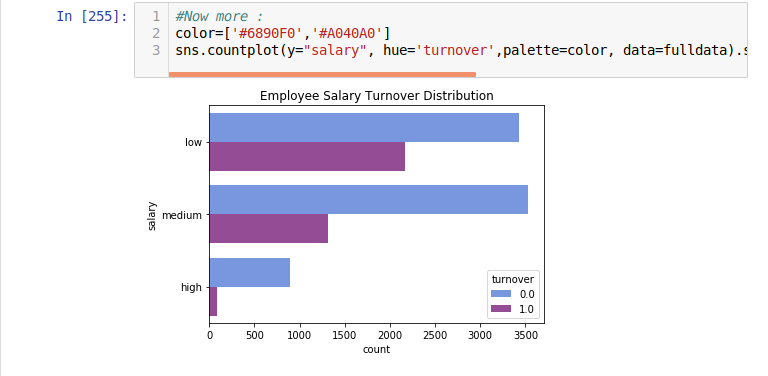 In [255]:
1 #Now more :
2 color=['#6890F0','#A040A0']
3 sns.countplot(y="salary", hue='turnover',palette=color, data=fulldata).s
Employee Salary Turnover Distribution
low
medium
high
salary
turnover
0.0
1.0
0 500 1000 1500 2000 2500 3000 3500
count